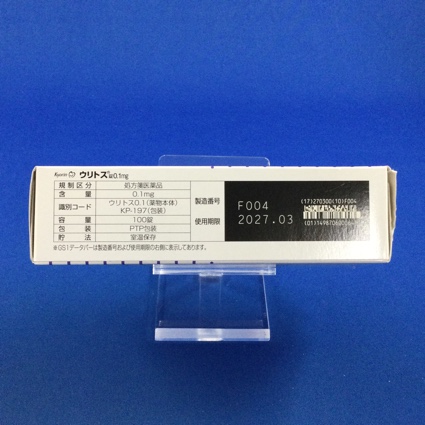 Kyorin ウリトス®錠0.1mg
規制区分 処方箋医薬品
含量 0.1mg
識別コード ウリトス0.1(薬物本体)
KP-197(包装)
容量 100錠
包装 PTP包装
貯法 室温保存
※GS1データバーは製造番号および使用期限の右側に表示しております。
製造番号 F004
使用期限 2027.03
(17)270300(10)F004